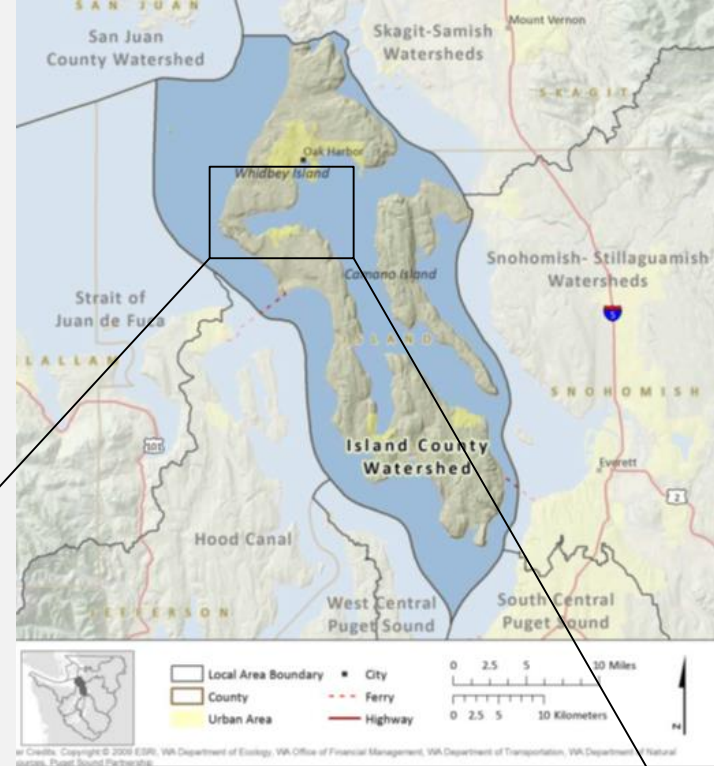 SAN JUAN
San Juan
County Watershed
Skagit-Samish
Watersheds
Mount Vernon
SKAGIT
Oak Harbor
Whidbey Island
Camano Island
Snohomish- Stillaguamish
Watersheds
Strait of
Juan de Fuca
5
ISLAND
LALLAM
SNOHOMISH
101
Island County
Watershed
Everett
2
Hood Canal
JEFFERSON
West Central
Puget Sound
South Central
Puget Sound
Local Area Boundary
City
County
Ferry
Urban Area
Highway
0 2.5 5 10 Miles
0 2.5 5 10 Kilometers
N
er Credits: Copyright © 2009 ESRI, WA Department of Ecology, WA Office of Financial Management, WA Department of Transportation, WA Department of Natural
ources, Puget Sound Partnership